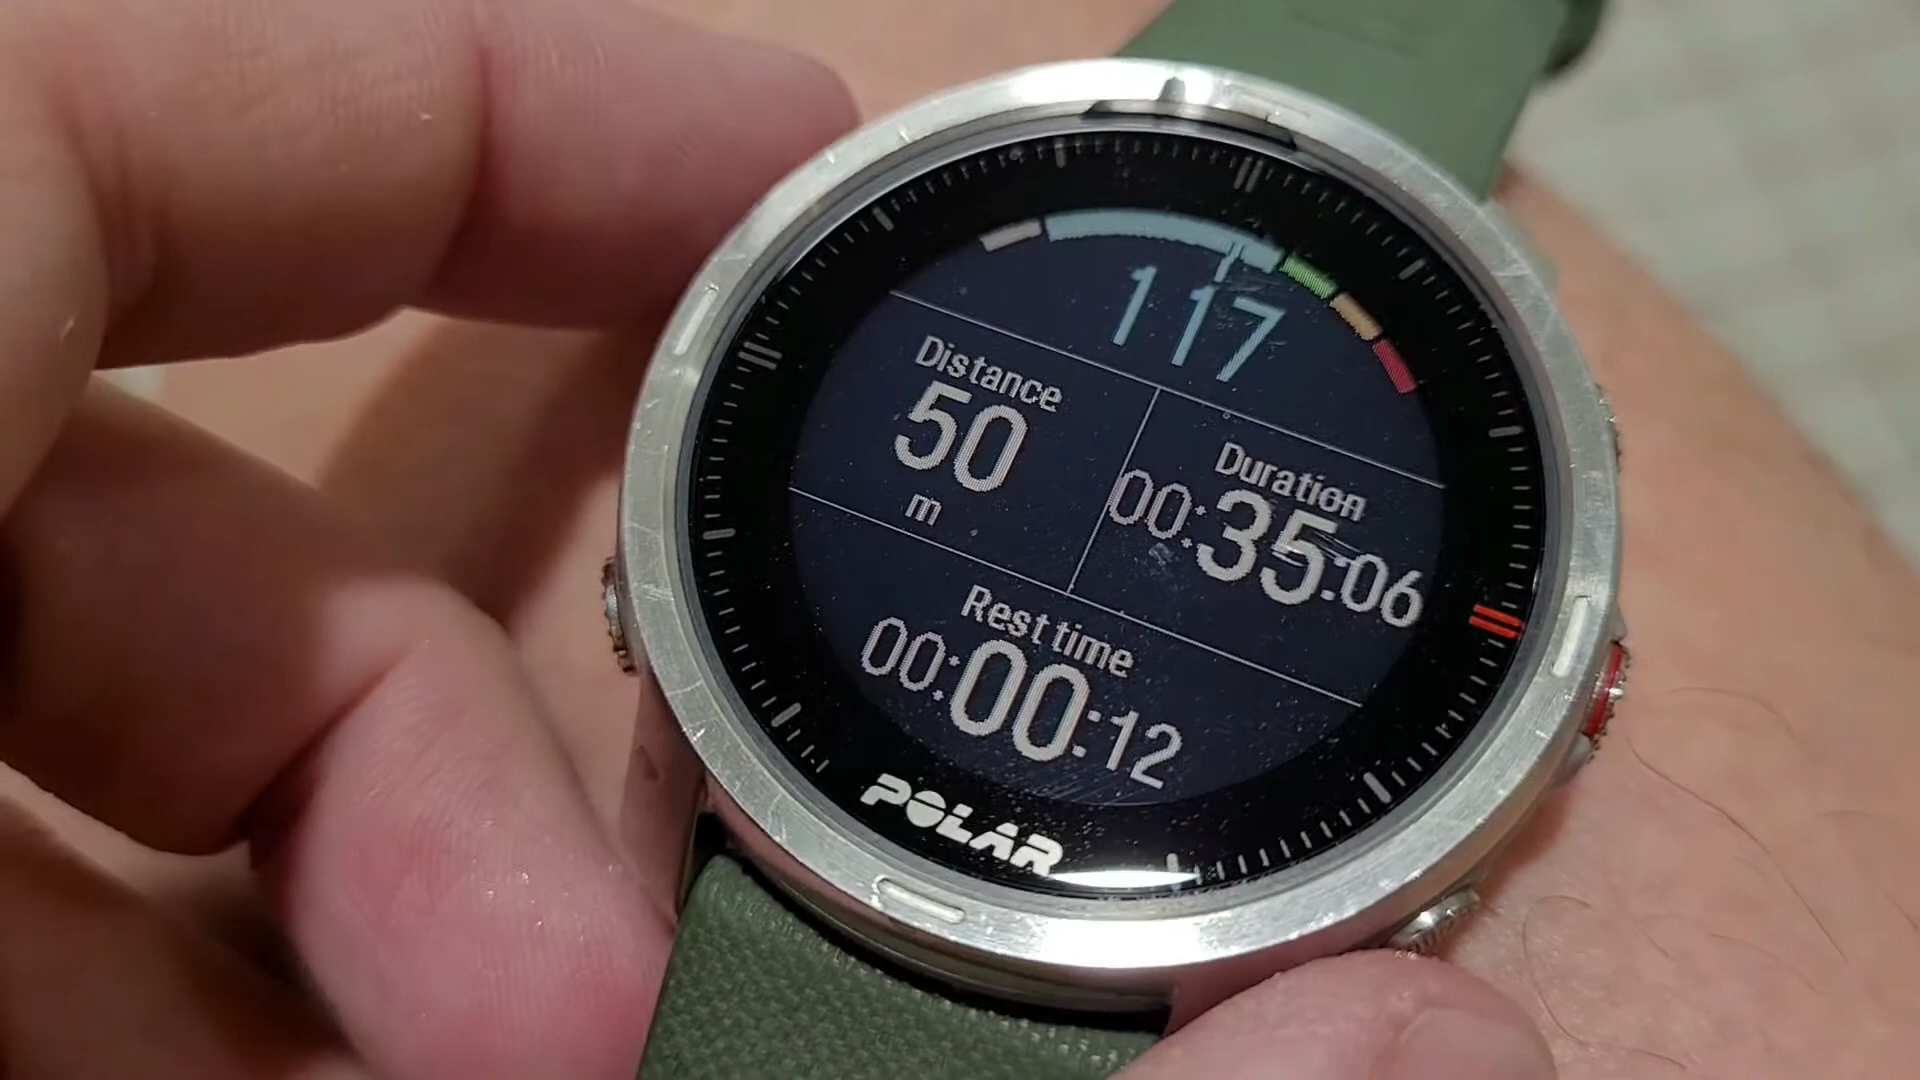 117
Distance
50
m
Duration
00:35:06
Rest time
00:00:12
POLAR